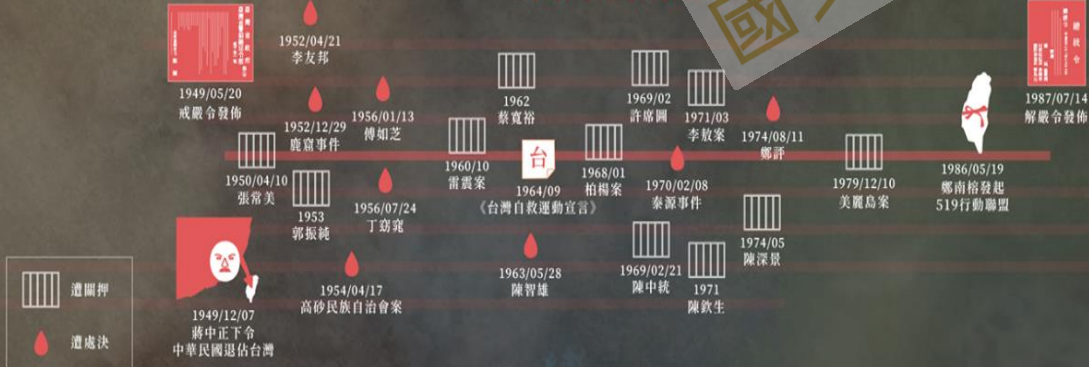 1949/05/20
戒嚴令發佈
1952/04/21
李友邦
1952/12/29
鹿窟事件
1956/01/13
傅如芝
1950/04/10
張常美
1953
郭振純
1956/07/24
丁窈窕
1954/04/17
高砂民族自治會案
1949/12/07
蔣中正下令
中華民國退佔台灣
1962
蔡寬裕
1960/10
雷震案
台
1964/09
《台灣自救運動宣言》
1963/05/28
陳智雄
1969/02
許席圖
1971/03
李敖案
1968/01
柏楊案
1970/02/08
泰源事件
1969/02/21
陳中統
1971
陳欽生
1974/08/11
鄭評
1974/05
陳深景
1979/12/10
美麗島案
1986/05/19
鄭南榕發起
519行動聯盟
1987/07/14
解嚴令發佈
總統令
國
遭關押
遭處決